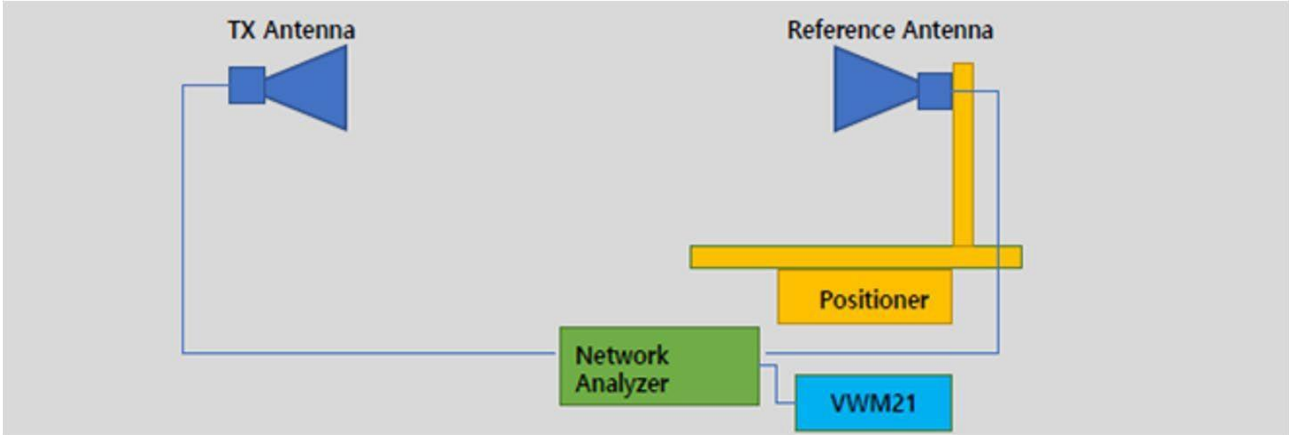 TX Antenna
Reference Antenna
Positioner
Network
Analyzer
VWM21